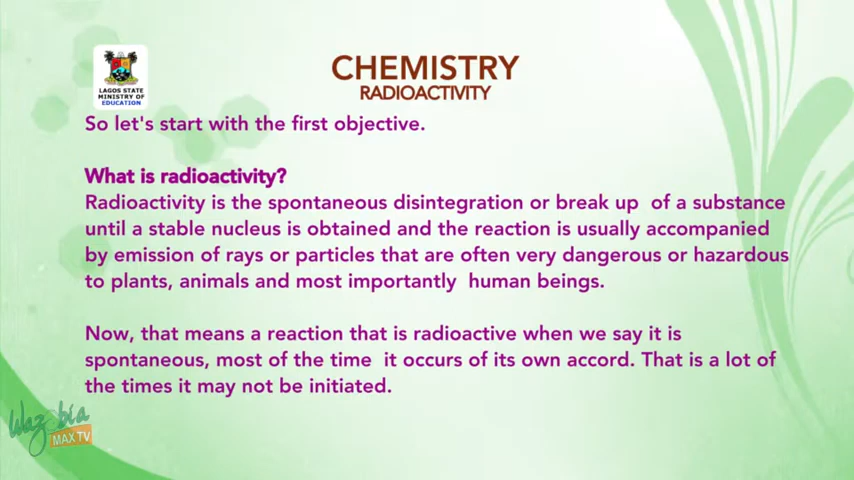 CHEMISTRY
RADIOACTIVITY
LAGOS STATE
MINISTRY OF
EDUCATION
So let's start with the first objective.
What is radioactivity?
Radioactivity is the spontaneous disintegration or break up of a substance
until a stable nucleus is obtained and the reaction is usually accompanied
by emission of rays or particles that are often very dangerous or hazardous
to plants, animals and most importantly human beings.
Now, that means a reaction that is radioactive when we say it is
spontaneous, most of the time it occurs of its own accord. That is a lot of
the times it may not be initiated.
Wazobia
MAX TV